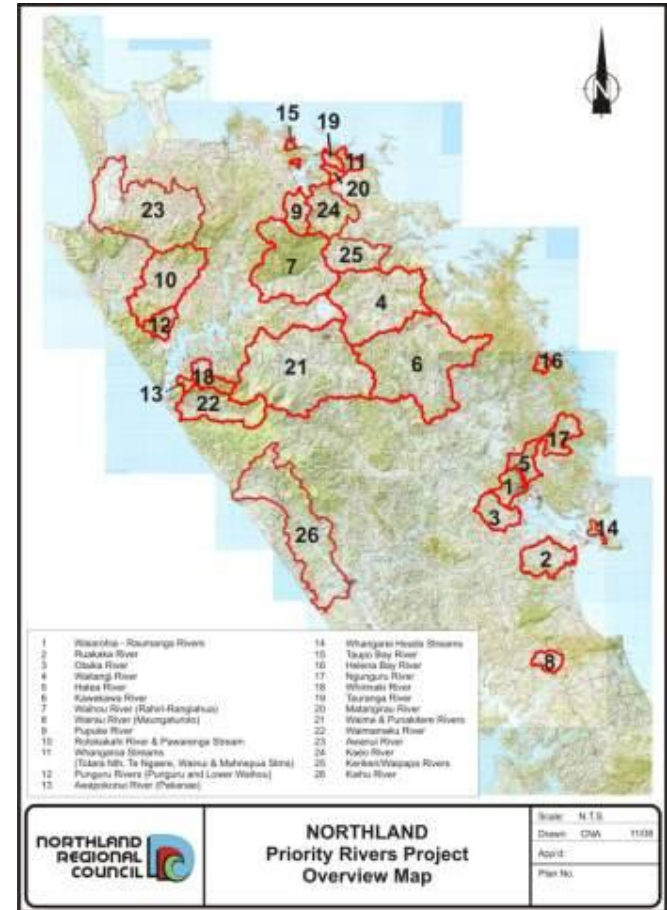 N
15
19
11
20
23
9
24
25
7
10
4
12
16
21
6
18
13
22
17
5
1
3
14
26
2
8
1 Waiarohia - Raumanga Rivers
2 Ruakaka River
3 Otaika River
4 Waitangi River
5 Hatea River
6 Kawakawa River
7 Waihou River (Rahiri-Rangiahua)
8 Wairau River (Maungaturoto)
9 Pupuke River
10 Rotokakahi River & Pawarenga Stream
11 Whangaroa Streams
(Totara Nth, Te Ngaere, Wainui & Mahinepua Stms)
12 Punguru Rivers (Punguru and Lower Waihou)
13 River (Pakanae)
14 Whangarei Heads Streams
15 Taupo Bay River
16 Helena Bay River
17 Ngunguru River
18 Whirinaki River
19 Tauranga River
20 Matangirau River
21 Waima & Punakitere Rivers
22 Waimamaku River
23 Awanui River
24 Kaeo River
25 Kerikeri/Waipapa Rivers
26 Kaihu River
NORTHLAND
REGIONAL
COUNCIL
NORTHLAND
Priority Rivers Project
Overview Map
Scale: N.T.S
Drawn: CNA 11/08
App'd:
Plan No.